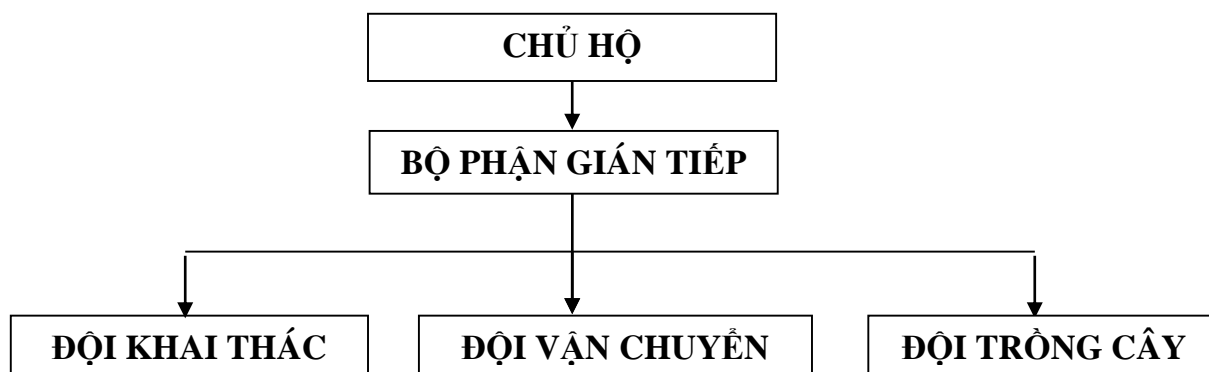 CHỦ HỘ
BỘ PHẬN GIÁN TIẾP
ĐỘI KHAI THÁC
ĐỘI VẬN CHUYỂN
ĐỘI TRỒNG CÂY